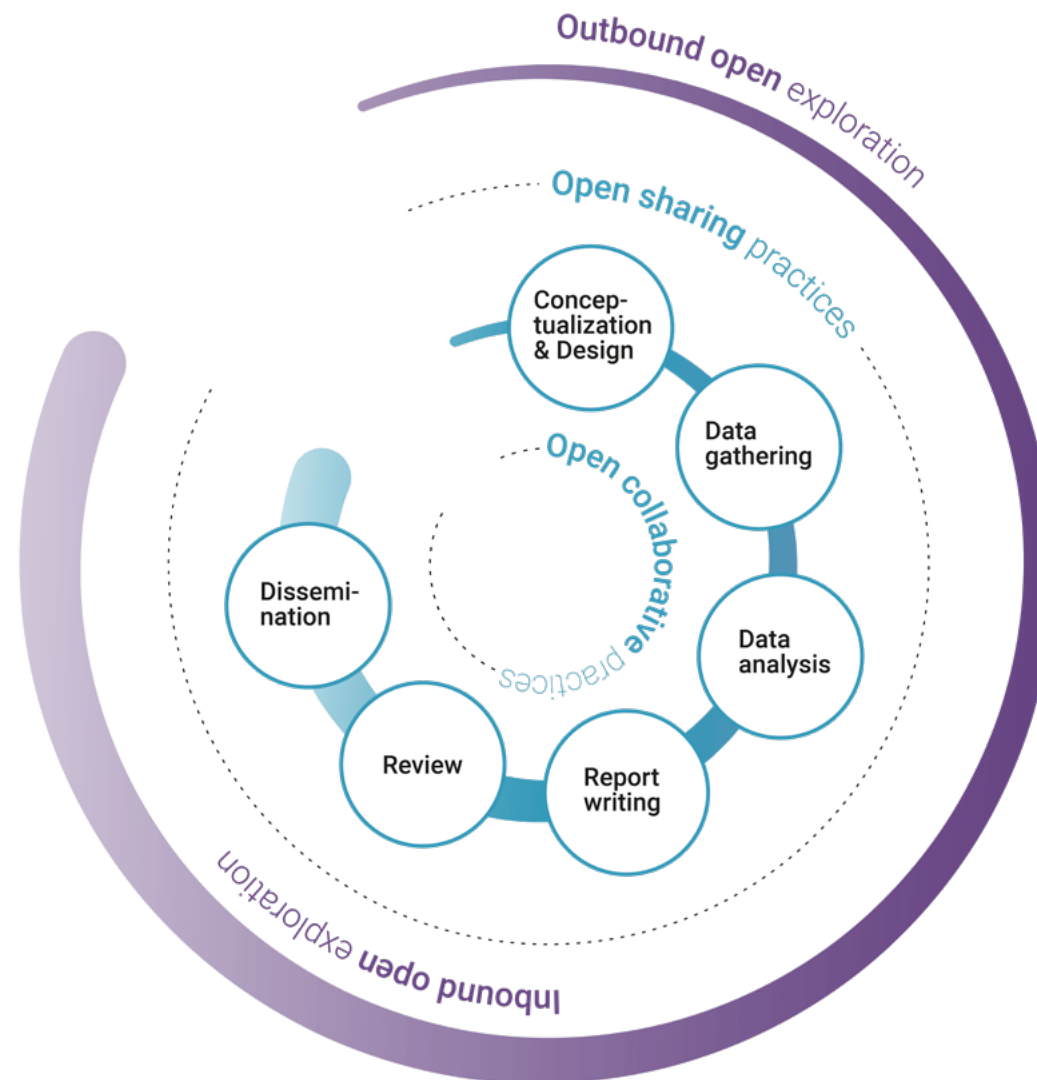 Outbound open exploration
Open sharing practices
Concep-
tualization
& Design
Data
gathering
Open collaborative practices
Data
analysis
Report
writing
Review
Dissemi-
nation
Inbound open exploration